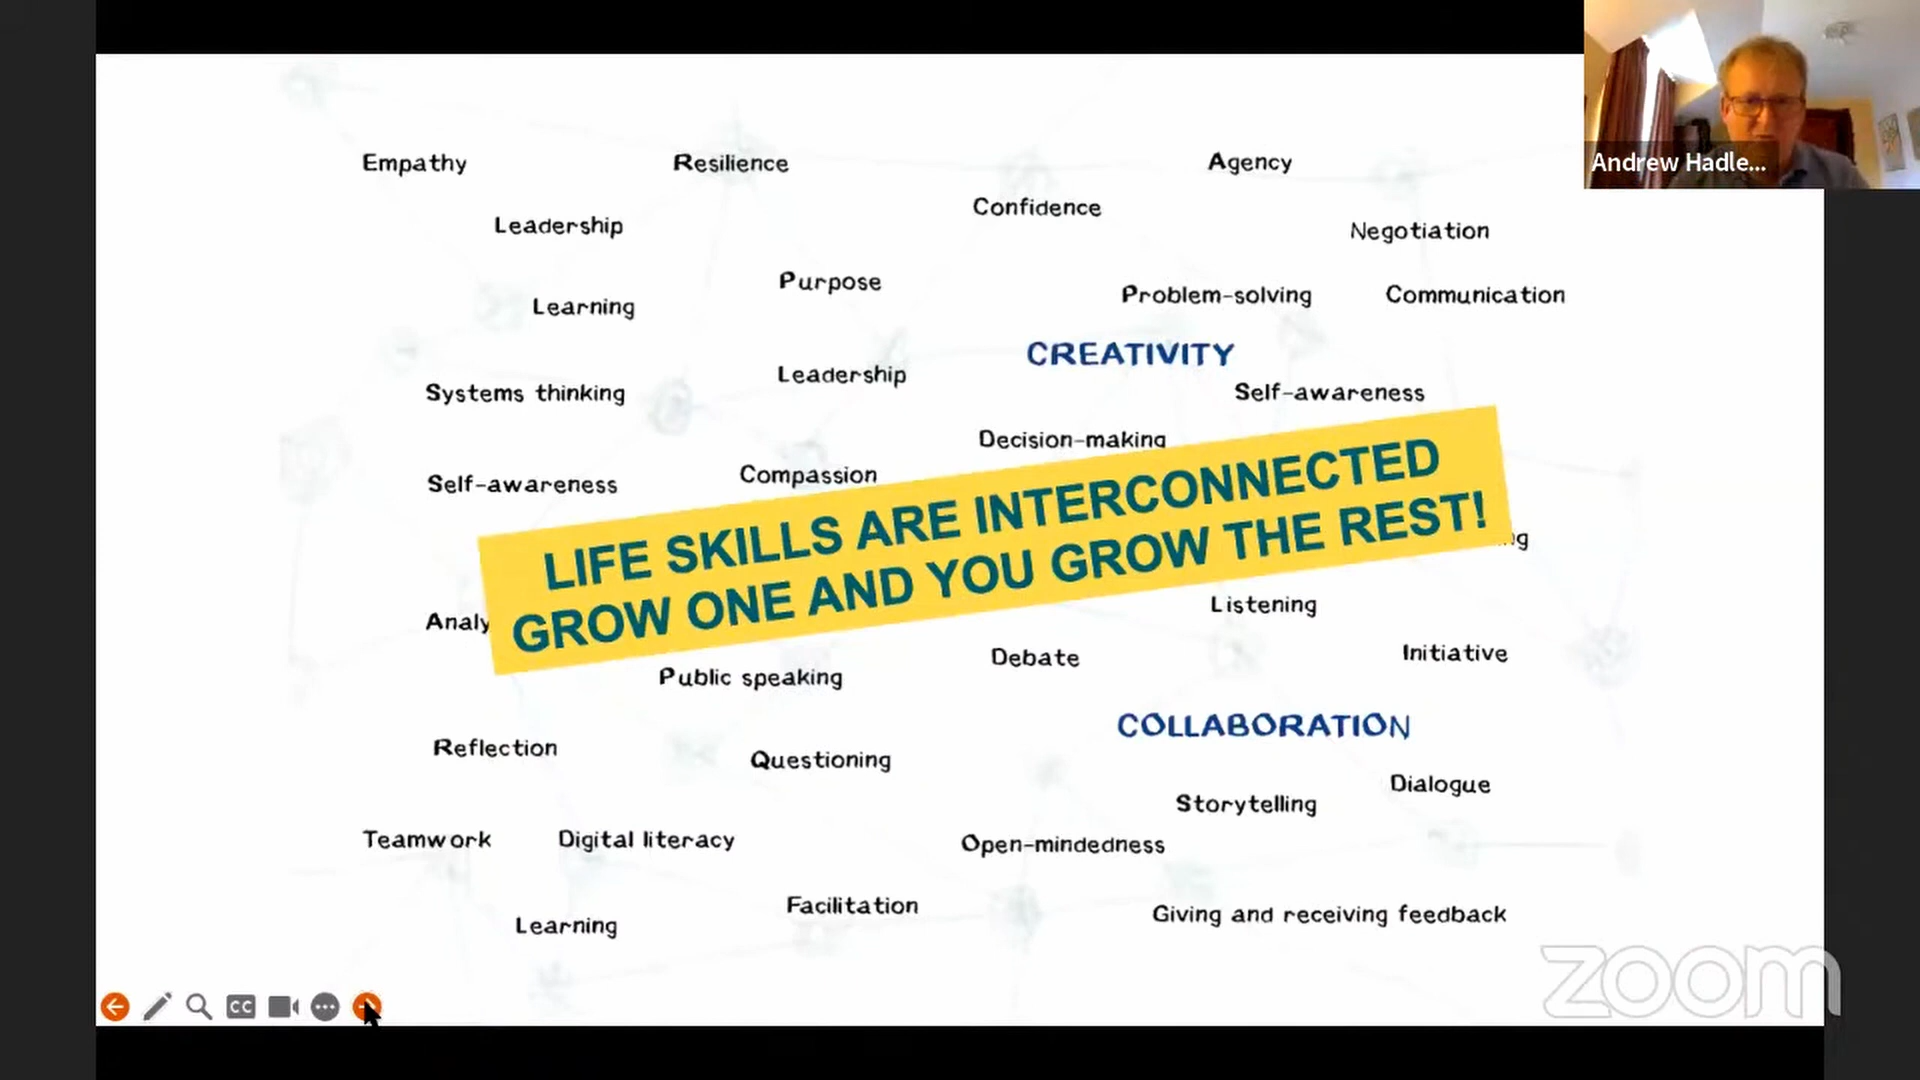 Andrew Hadle...
Empathy
Resilience
Agency
Confidence
Leadership
Negotiation
Purpose
Problem-solving
Communication
Learning
CREATIVITY
Leadership
Systems thinking
Self-awareness
Decision-making
Compassion
Self-awareness
LIFE SKILLS ARE INTERCONNECTED
GROW ONE AND YOU GROW THE REST!
Listening
Debate
Initiative
Public speaking
COLLABORATION
Reflection
Questioning
Dialogue
Storytelling
Teamwork
Digital literacy
Open-mindedness
Facilitation
Giving and receiving feedback
Learning
CC
zoom